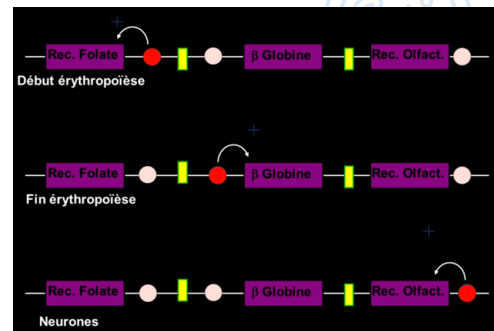 +
Rec. Folate β Globine Rec. Olfact.
Début érythropoïèse
+
Rec. Folate β Globine Rec. Olfact.
Fin érythropoïèse
+
Rec. Folate β Globine Rec. Olfact.
Neurones